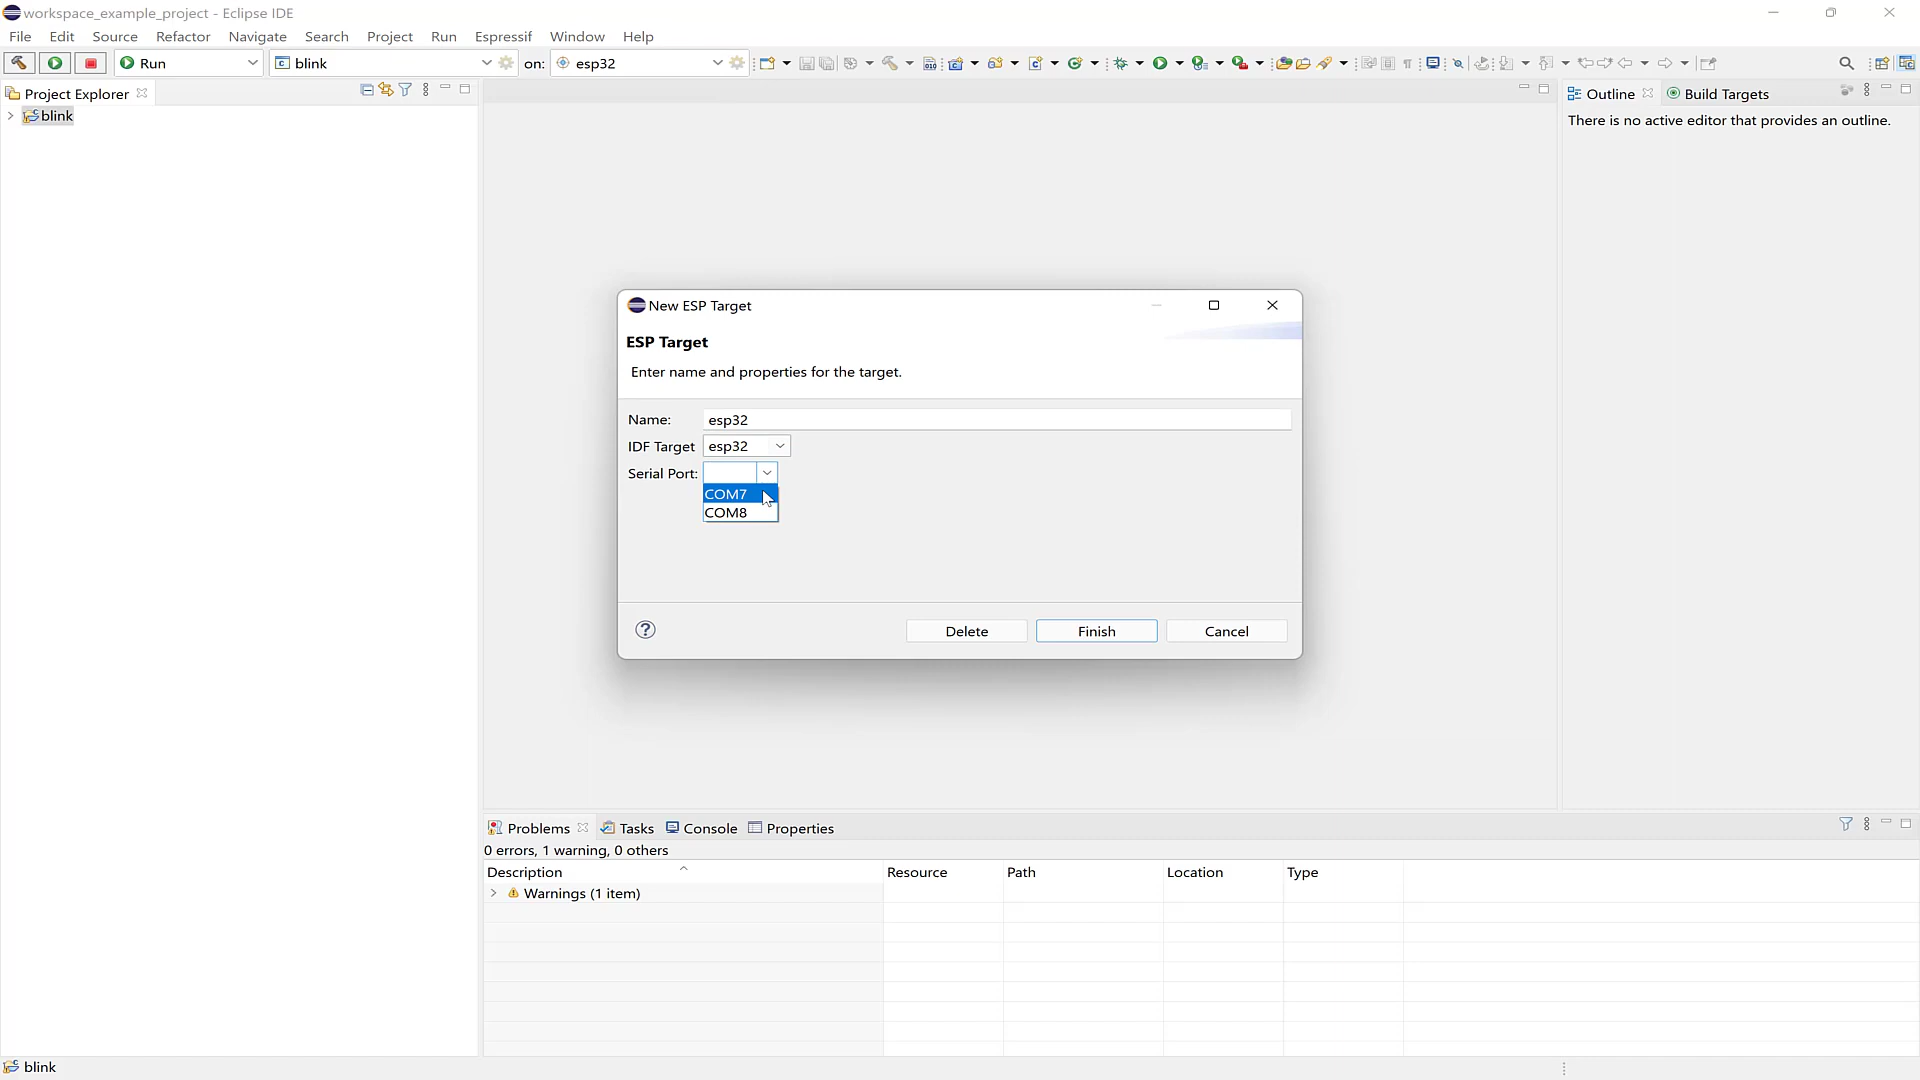 workspace_example_project - Eclipse IDE
File Edit Source Refactor Navigate Search Project Run Espressif Window Help
Run blink on: esp32
Project Explorer
blink
Outline Build Targets
There is no active editor that provides an outline.
New ESP Target
ESP Target
Enter name and properties for the target.
Name: esp32
IDF Target esp32
Serial Port:
COM7
COM8
Delete Finish Cancel
Problems Tasks Console Properties
0 errors, 1 warning, 0 others
Description Resource Path Location Type
Warnings (1 item)
blink